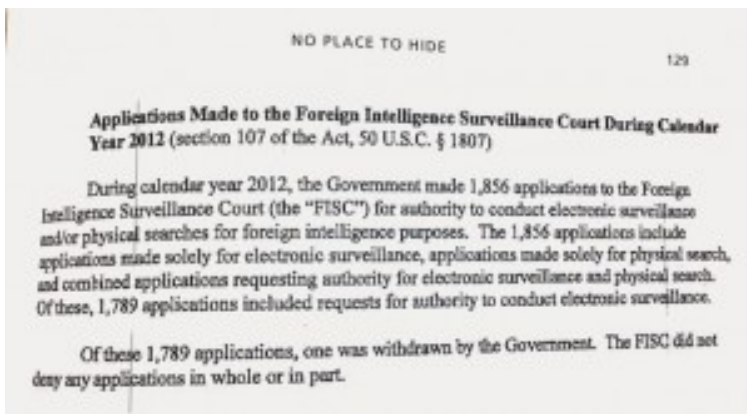 NO PLACE TO HIDE
129
Applications Made to the Foreign Intelligence Surveillance Court During Calendar
Year 2012 (section 107 of the Act, 50 U.S.C. § 1807)
During calendar year 2012, the Government made 1,856 applications to the Foreign
Intelligence Surveillance Court (the “FISC”) for authority to conduct electronic surveillance
and/or physical searches for foreign intelligence purposes. The 1,856 applications include
applications made solely for electronic surveillance, applications made solely for physical search,
and combined applications requesting authority for electronic surveillance and physical search.
Of these, 1,789 applications included requests for authority to conduct electronic surveillance.
Of these 1,789 applications, one was withdrawn by the Government. The FISC did not
deny any applications in whole or in part.